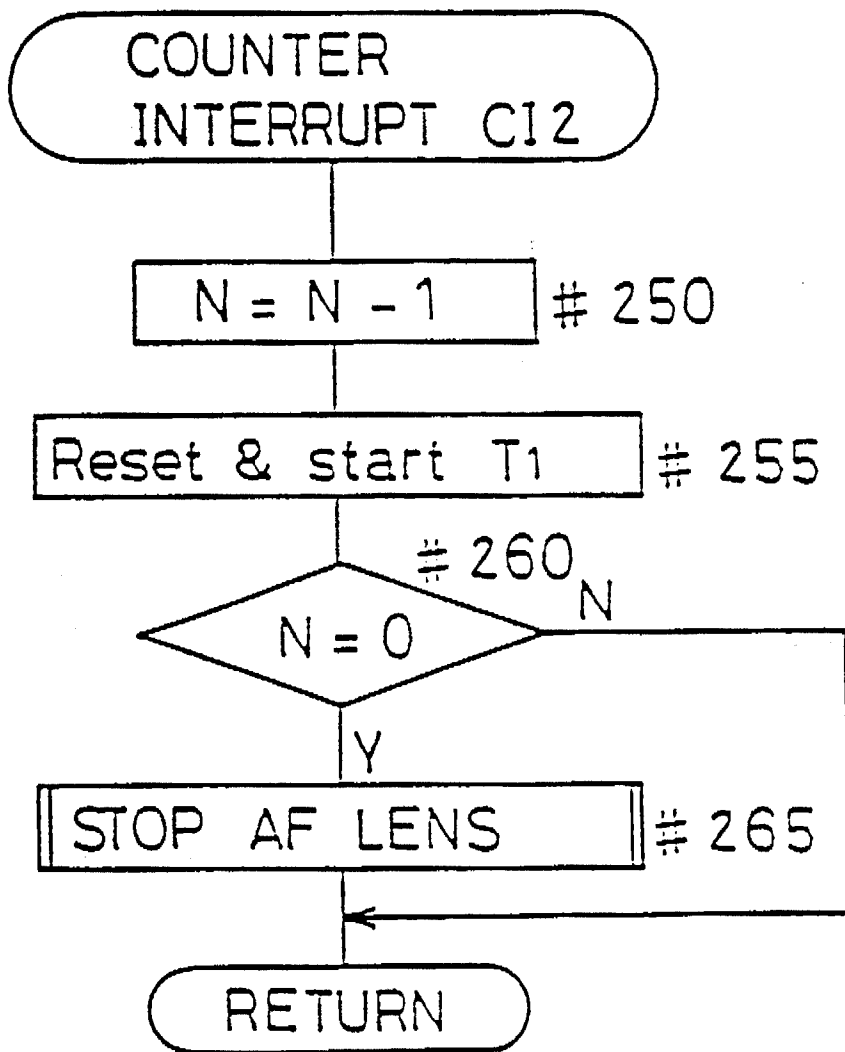 COUNTER
INTERRUPT CI2
N = N - 1 # 250
Reset & start T1 # 255
# 260
N
N = 0
Y
STOP AF LENS # 265
RETURN